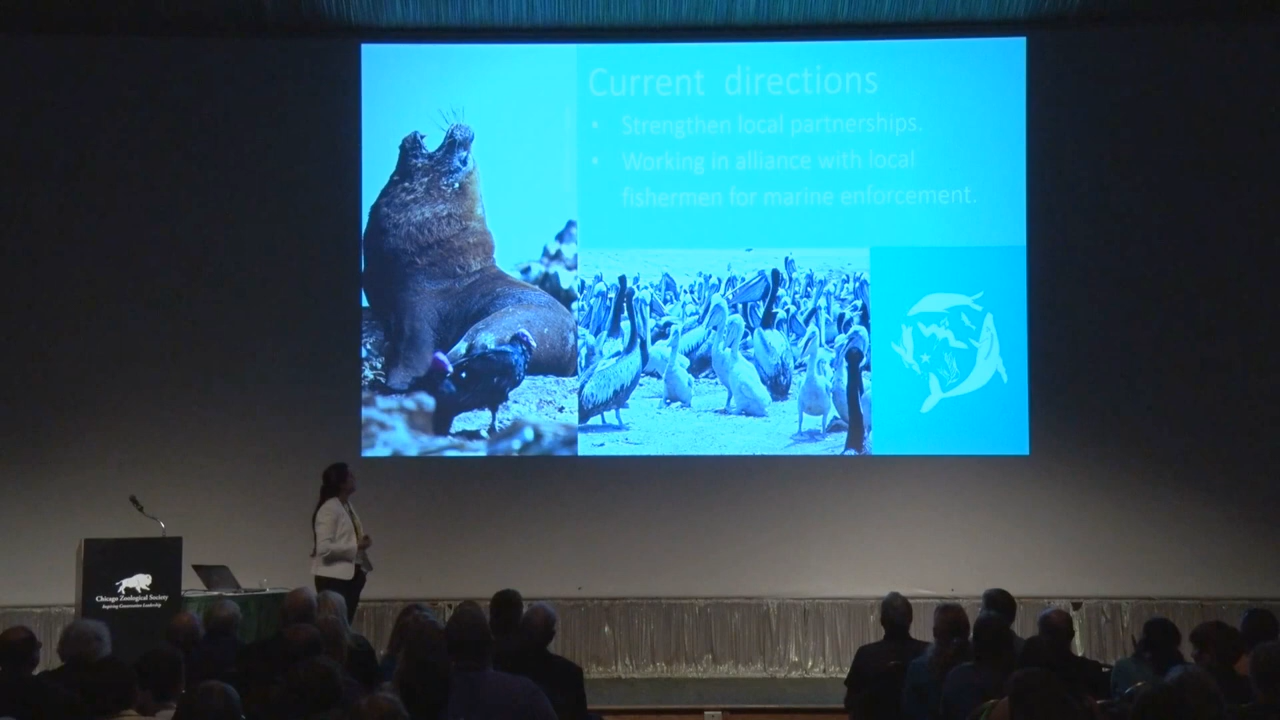 Current directions
• Strengthen local partnerships.
• Working in alliance with local
fishermen for marine enforcement.
Chicago Zoological Society
Inspiring Conservation Leadership